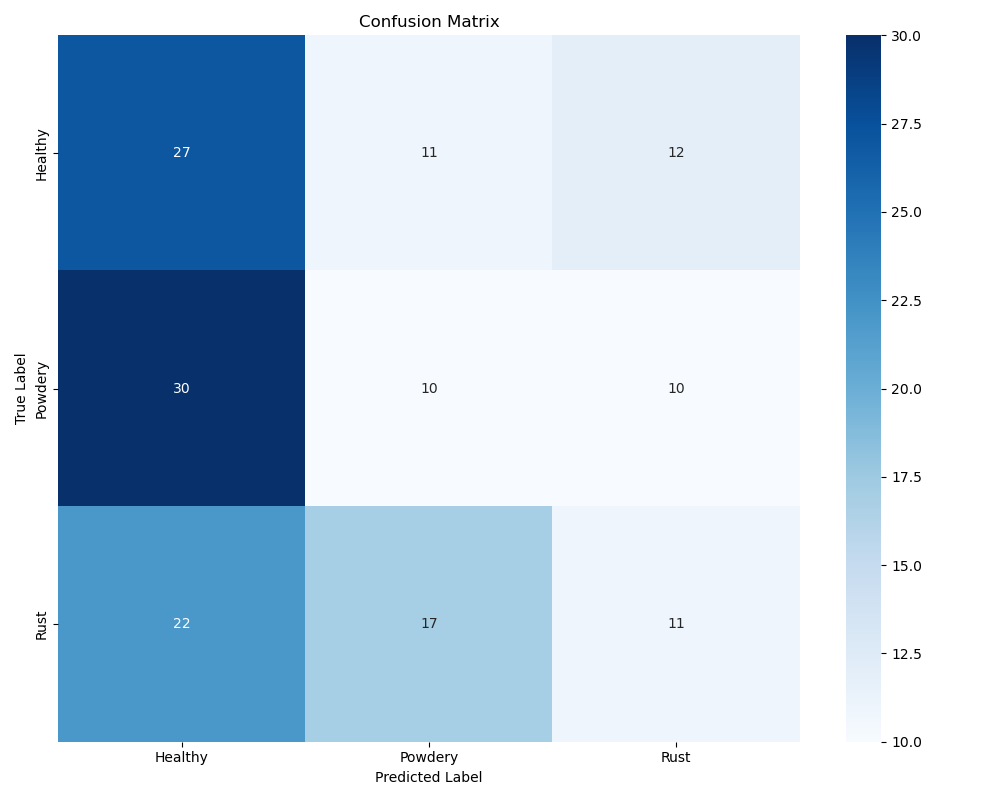 Confusion Matrix
True Label
Healthy
27 11 12
Powdery
30 10 10
Rust
22 17 11
Healthy Powdery Rust
Predicted Label
30.0
27.5
25.0
22.5
20.0
17.5
15.0
12.5
10.0